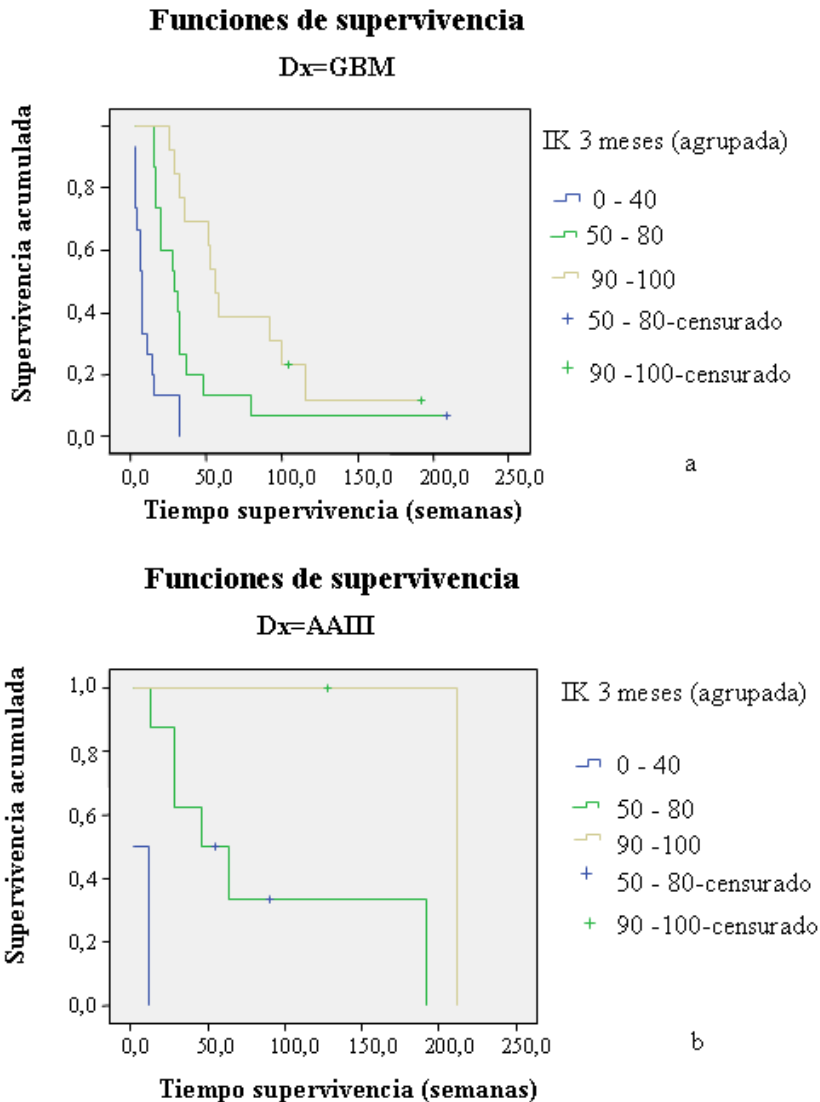 Funciones de supervivencia
Dx=GBM
Supervivencia acumulada
0,8
0,6
0,4
0,2
0,0
0,0 50,0 100,0 150,0 200,0 250,0
Tiempo supervivencia (semanas)
IK 3 meses (agrupada)
0 - 40
50 - 80
90 -100
50 - 80-censurado
90 -100-censurado
a
Funciones de supervivencia
Dx=AAIII
Supervivencia acumulada
1,0
0,8
0,6
0,4
0,2
0,0
0,0 50,0 100,0 150,0 200,0 250,0
Tiempo supervivencia (semanas)
IK 3 meses (agrupada)
0 - 40
50 - 80
90 -100
50 - 80-censurado
90 -100-censurado
b